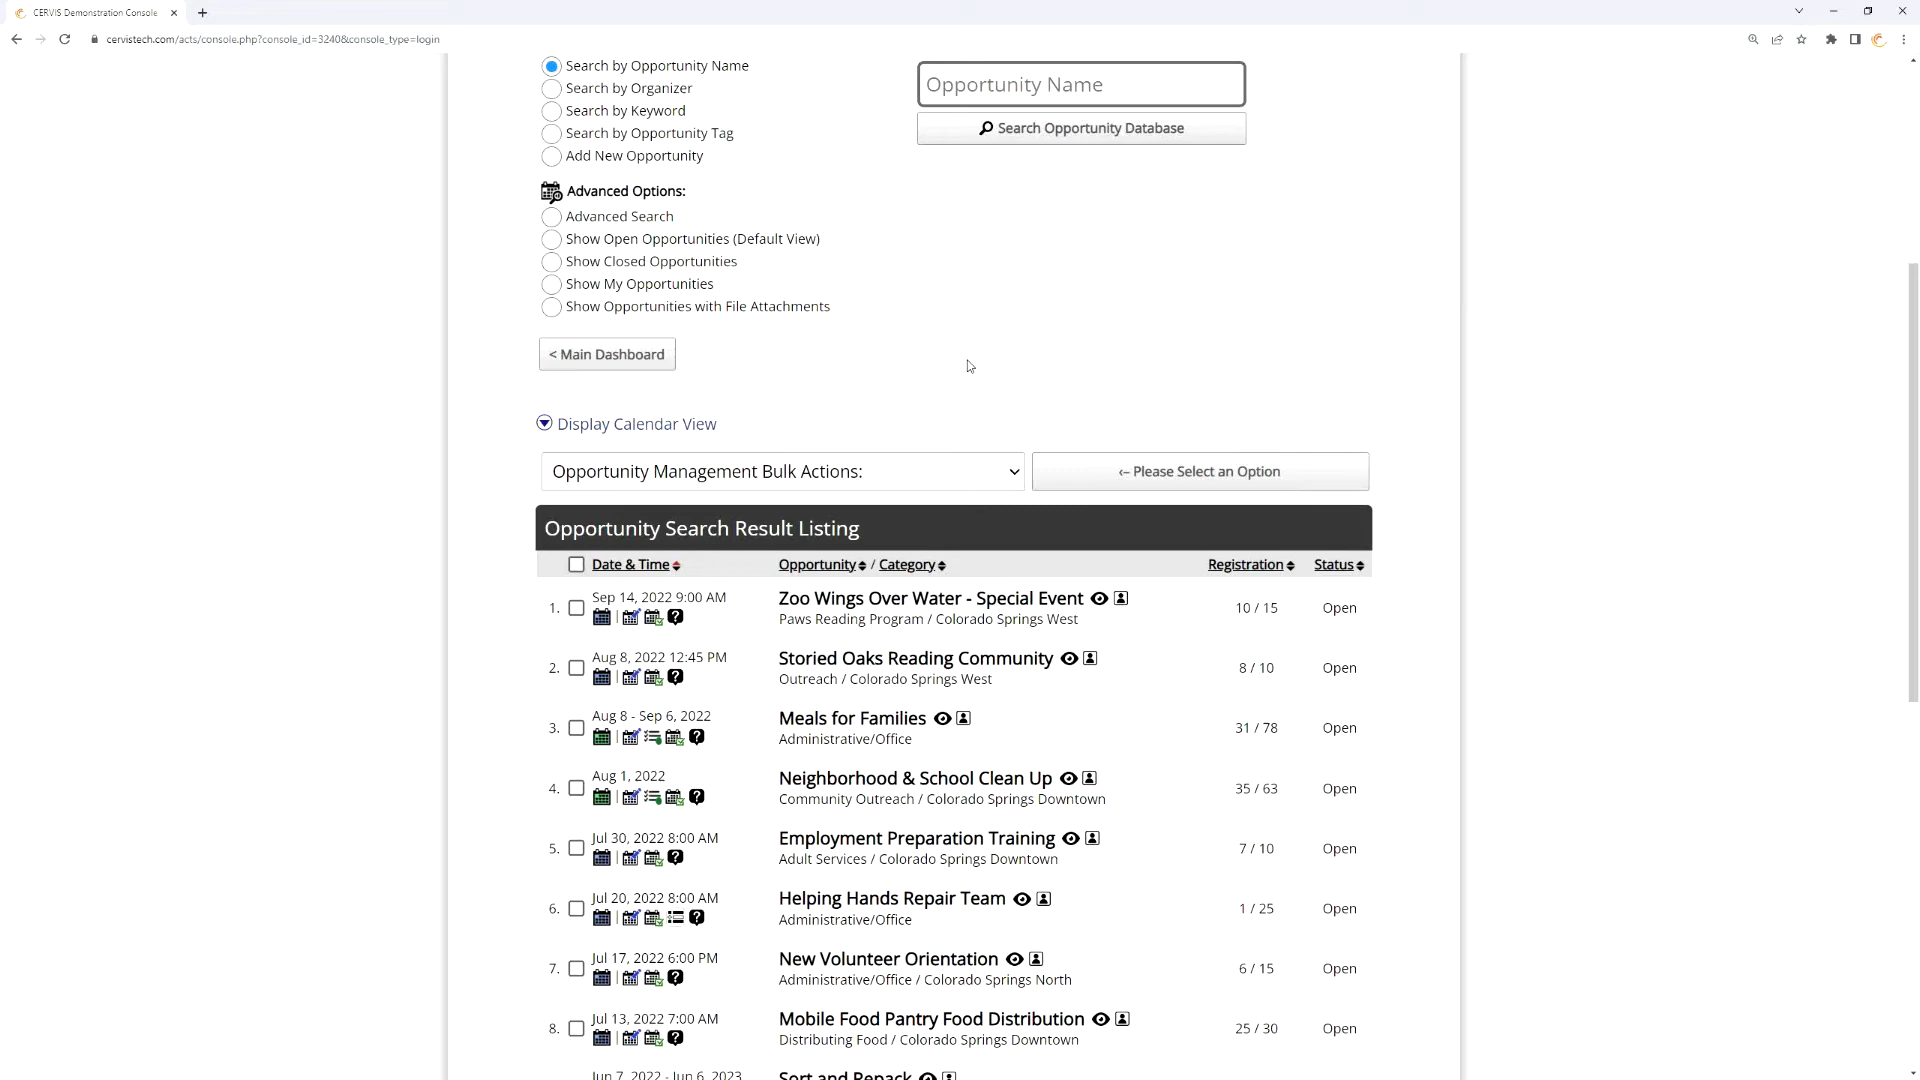 CERVIS Demonstration Console
cervistech.com/acts/console.php?console_id=3240&console_type=login
Search by Opportunity Name
Search by Organizer
Search by Keyword
Search by Opportunity Tag
Add New Opportunity
Opportunity Name
Search Opportunity Database
Advanced Options:
Advanced Search
Show Open Opportunities (Default View)
Show Closed Opportunities
Show My Opportunities
Show Opportunities with File Attachments
< Main Dashboard
Display Calendar View
Opportunity Management Bulk Actions:
<-- Please Select an Option
Opportunity Search Result Listing
Date & Time Opportunity / Category Registration Status
1. Sep 14, 2022 9:00 AM Zoo Wings Over Water - Special Event 10 / 15 Open
Paws Reading Program / Colorado Springs West
2. Aug 8, 2022 12:45 PM Storied Oaks Reading Community 8 / 10 Open
Outreach / Colorado Springs West
3. Aug 8 - Sep 6, 2022 Meals for Families 31 / 78 Open
Administrative/Office
4. Aug 1, 2022 Neighborhood & School Clean Up 35 / 63 Open
Community Outreach / Colorado Springs Downtown
5. Jul 30, 2022 8:00 AM Employment Preparation Training 7 / 10 Open
Adult Services / Colorado Springs Downtown
6. Jul 20, 2022 8:00 AM Helping Hands Repair Team 1 / 25 Open
Administrative/Office
7. Jul 17, 2022 6:00 PM New Volunteer Orientation 6 / 15 Open
Administrative/Office / Colorado Springs North
8. Jul 13, 2022 7:00 AM Mobile Food Pantry Food Distribution 25 / 30 Open
Distributing Food / Colorado Springs Downtown
Jun 7, 2022 - Jun 6, 2023 Sort and Repack